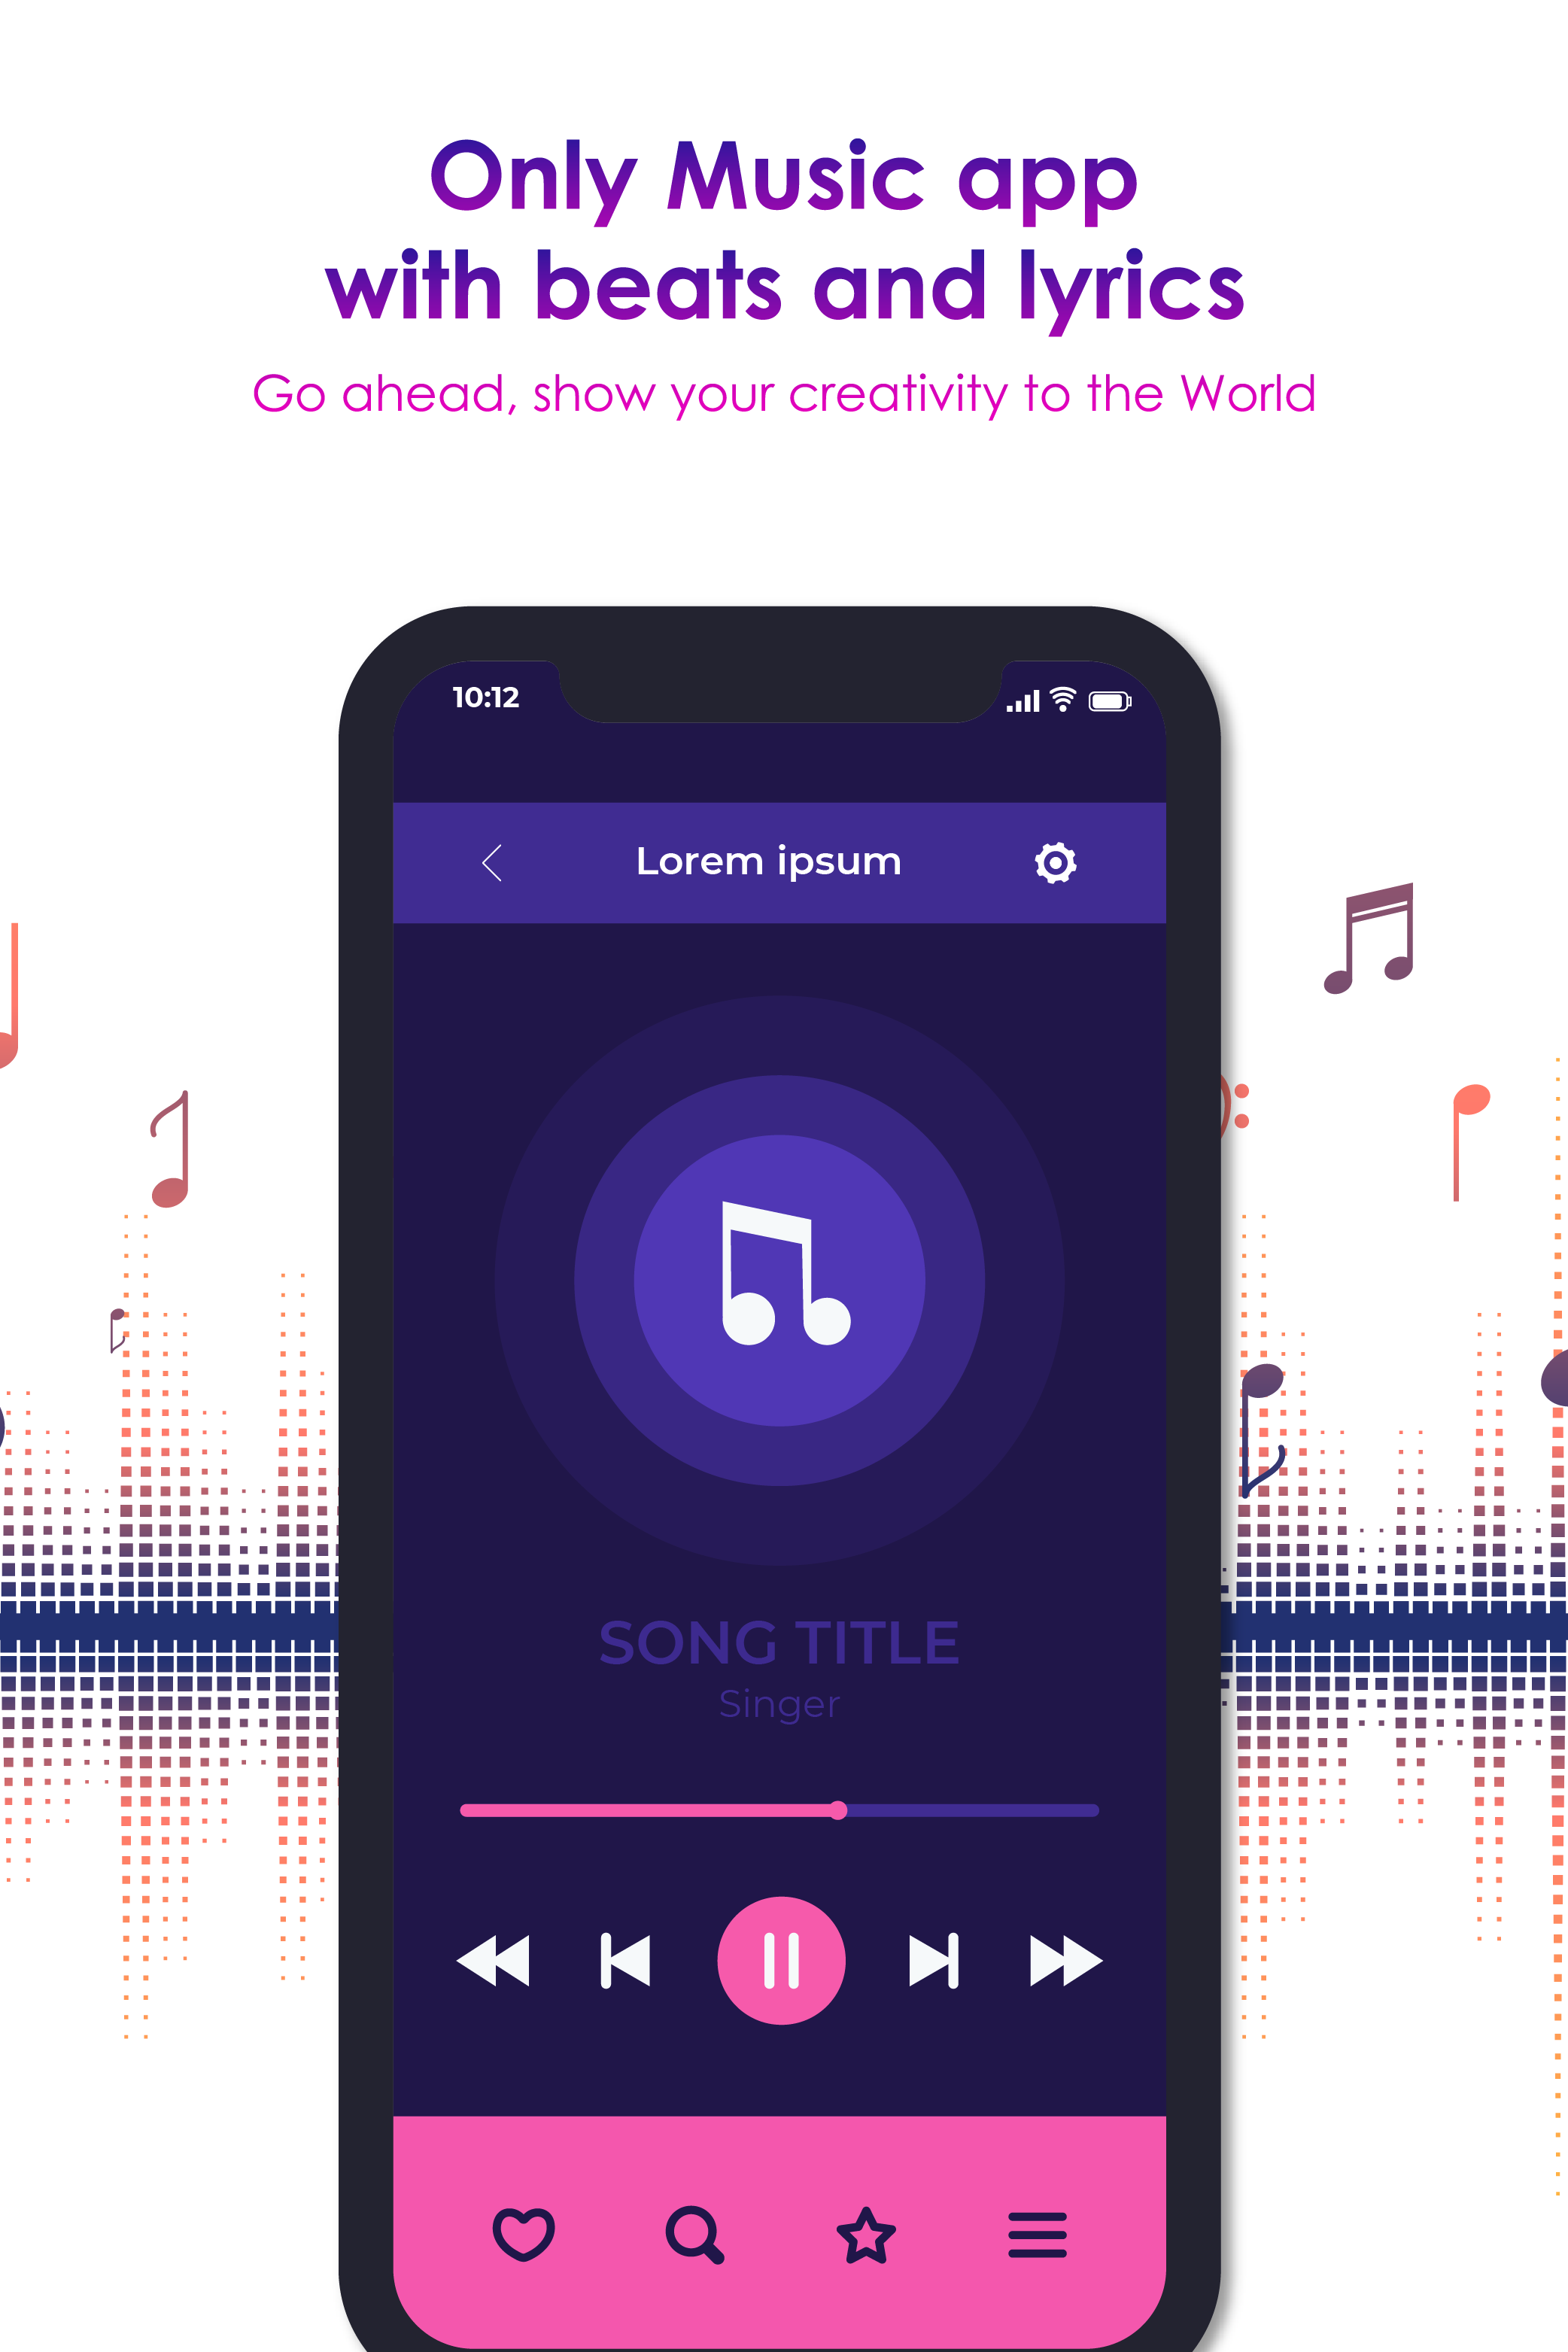 Only Music app
with beats and lyrics
Go ahead, show your creativity to the World
10:12
Lorem ipsum
SONG TITLE
Singer